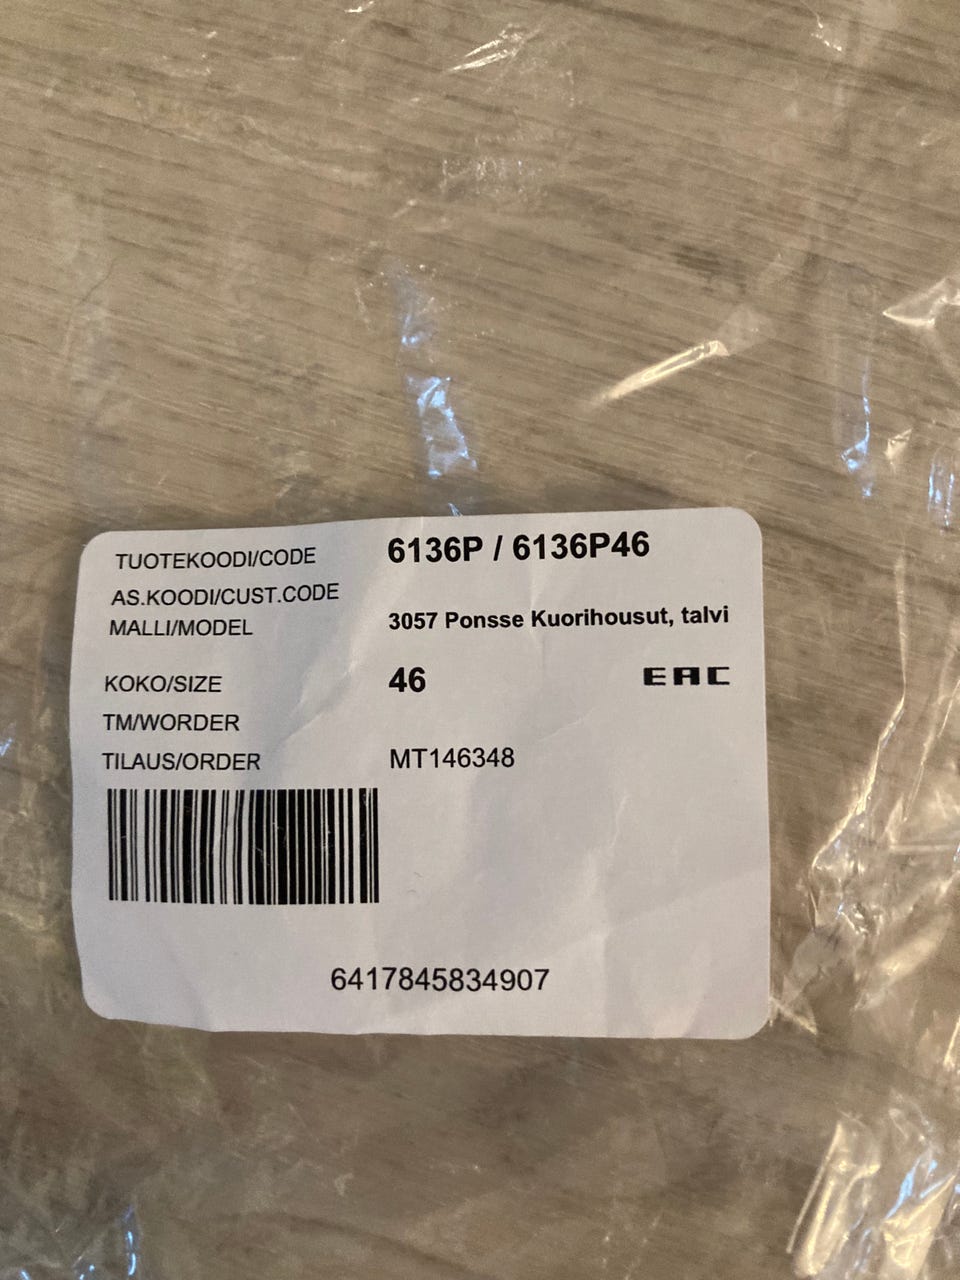 TUOTEKOODI/CODE 6136P / 6136P46
AS.KOODI/CUST.CODE
MALLI/MODEL 3057 Ponsse Kuorihousut, talvi
KOKO/SIZE 46 EAC
TM/WORDER
TILAUS/ORDER MT146348
6417845834907